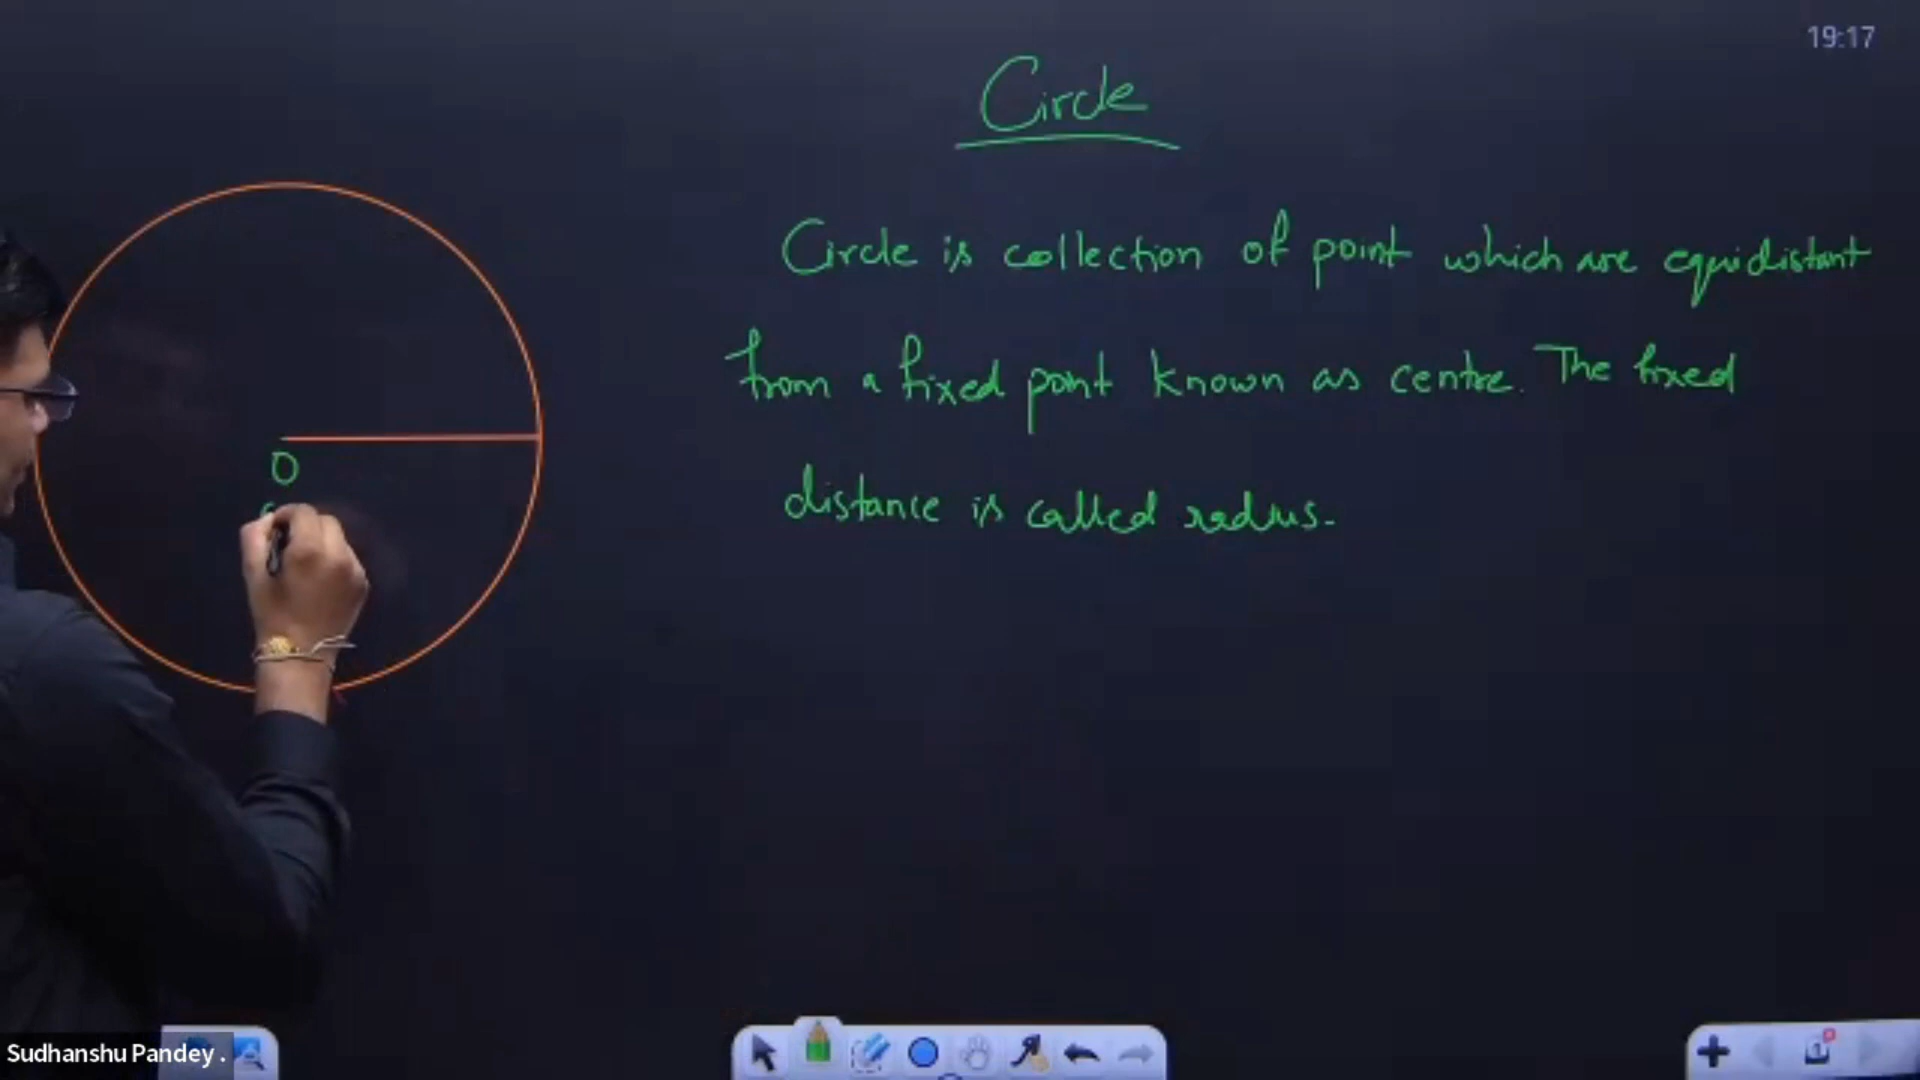 19:17
Circle
Circle is collection of point which are equidistant
from a fixed point known as centre. The fixed
distance is called radius.
O
Sudhanshu Pandey .
1